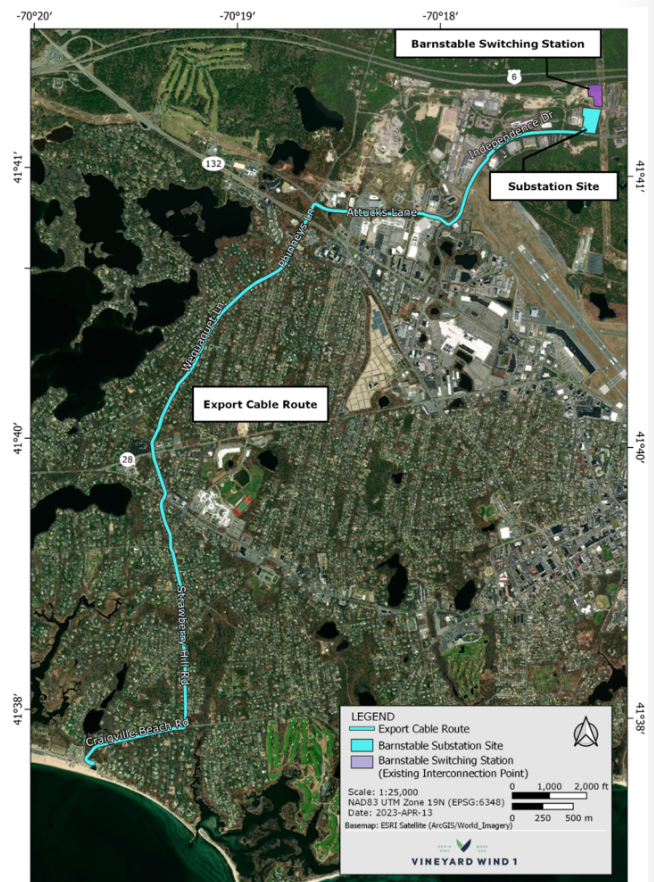 -70°20'
-70°19'
-70°18'
Barnstable Switching Station
6
Independence Dr
132
41°41'
41°41'
Substation Site
Attucks Lane
Phinneys Ln
Wequaquet Ln.
Export Cable Route
41°40'
41°40'
28
Strawberry Hill Rd
41°38'
41°38'
Craigville Beach Rd
LEGEND
Export Cable Route
Barnstable Substation Site
Barnstable Switching Station
(Existing Interconnection Point)
Scale: 1:25,000
NAD83 UTM Zone 19N (EPSG:6348)
Date: 2023-APR-13
Basemap: ESRI Satellite (ArcGIS/World_Imagery)
0 1,000 2,000 ft
0 250 500 m
VINEYARD WIND 1